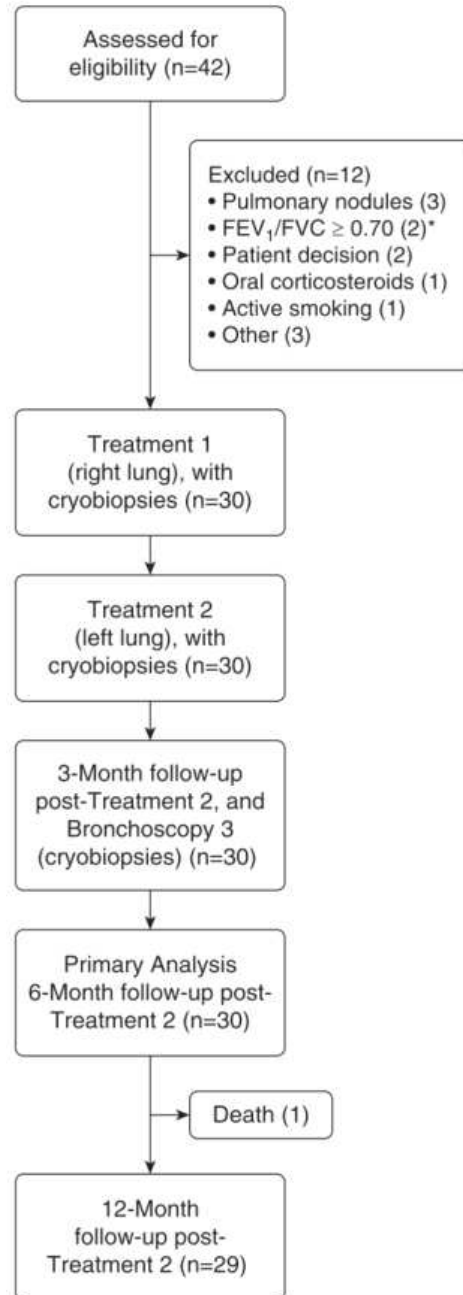 Assessed for
eligibility (n=42)
Excluded (n=12)
• Pulmonary nodules (3)
• FEV₁/FVC ≥ 0.70 (2)*
• Patient decision (2)
• Oral corticosteroids (1)
• Active smoking (1)
• Other (3)
Treatment 1
(right lung), with
cryobiopsies (n=30)
Treatment 2
(left lung), with
cryobiopsies (n=30)
3-Month follow-up
post-Treatment 2, and
Bronchoscopy 3
(cryobiopsies) (n=30)
Primary Analysis
6-Month follow-up post-
Treatment 2 (n=30)
Death (1)
12-Month
follow-up post-
Treatment 2 (n=29)